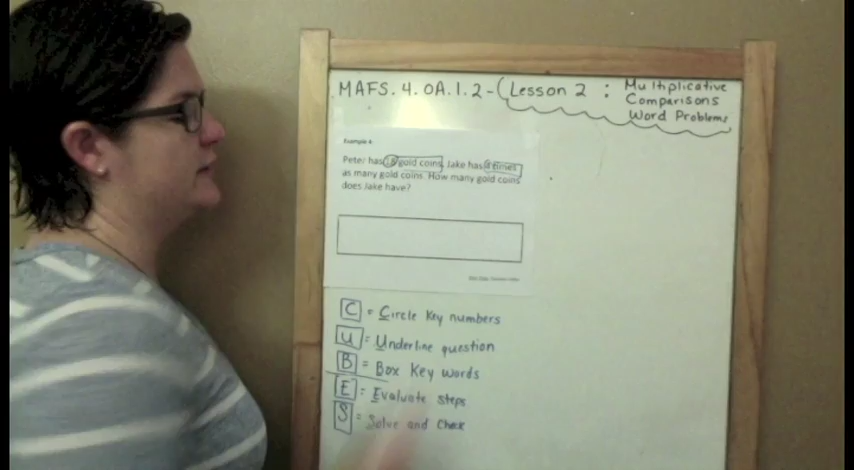 MAFS.4.OA.1.2 - Lesson 2 : Multiplicative
Comparisons
Word Problems
Example 4
Peter has 18 gold coins. Jake has 4 times
as many gold coins. How many gold coins
does Jake have?
C = Circle Key numbers
U = Underline question
B = Box Key words
E = Evaluate steps
S = Solve and Check